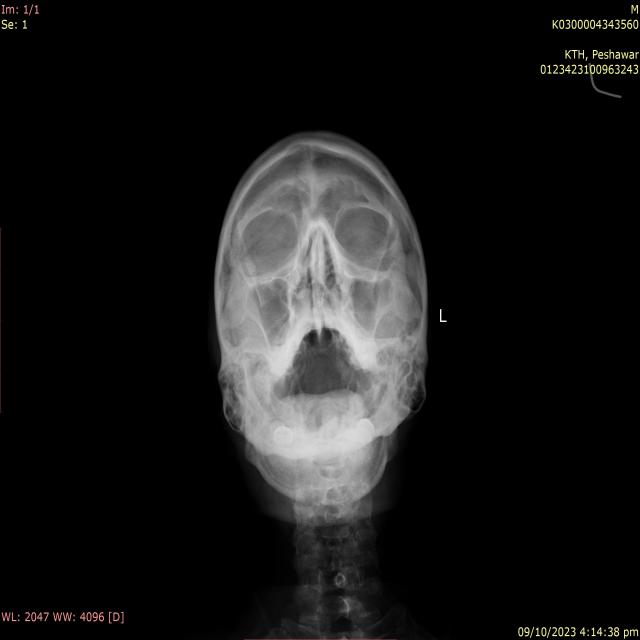 Im: 1/1
Se: 1
M
K0300004343560
KTH, Peshawar
0123423100963243
L
WL: 2047 WW: 4096 [D]
09/10/2023 4:14:38 pm